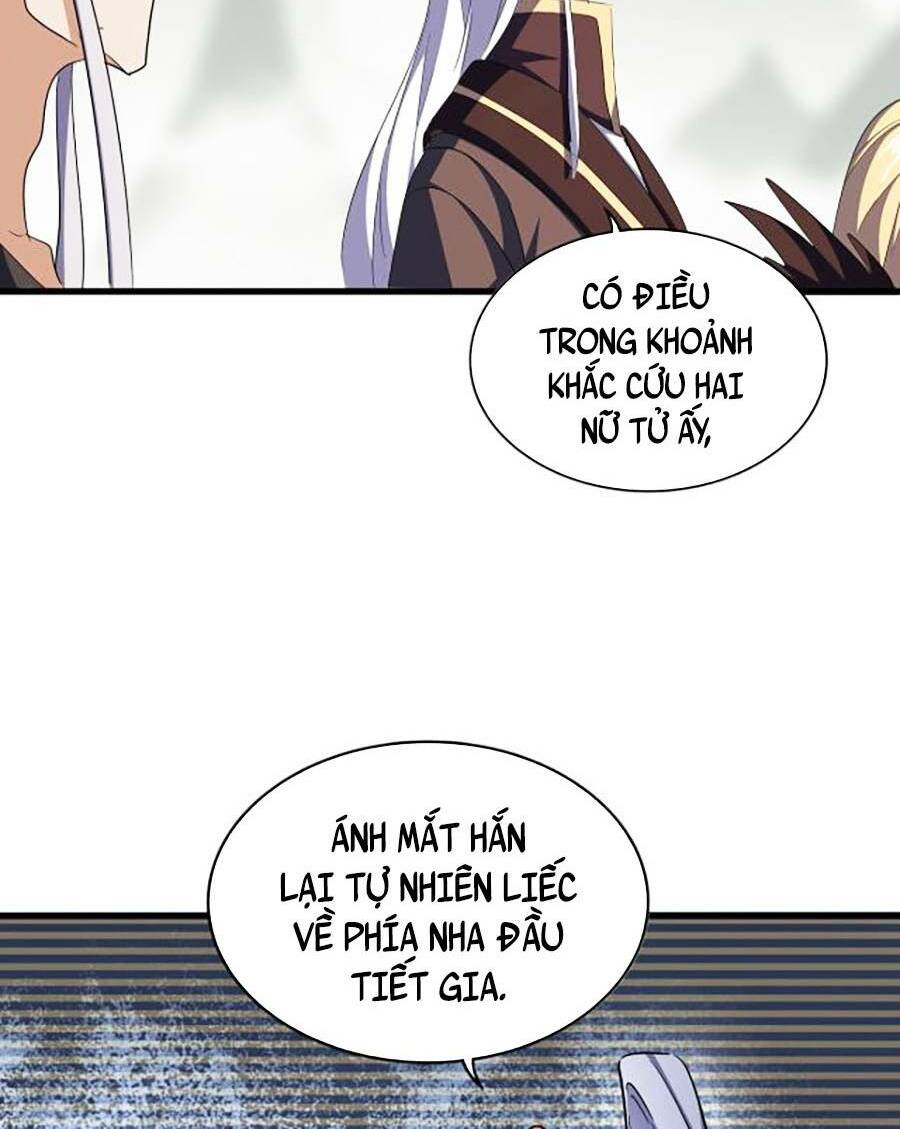 CÓ ĐIỀU
TRONG KHOẢNH
KHẮC CỨU HAI
NỮ TỬ ẤY,
ÁNH MẮT HẮN
LẠI TỰ NHIÊN LIẾC
VỀ PHÍA NHA ĐẦU
TIẾT GIA.